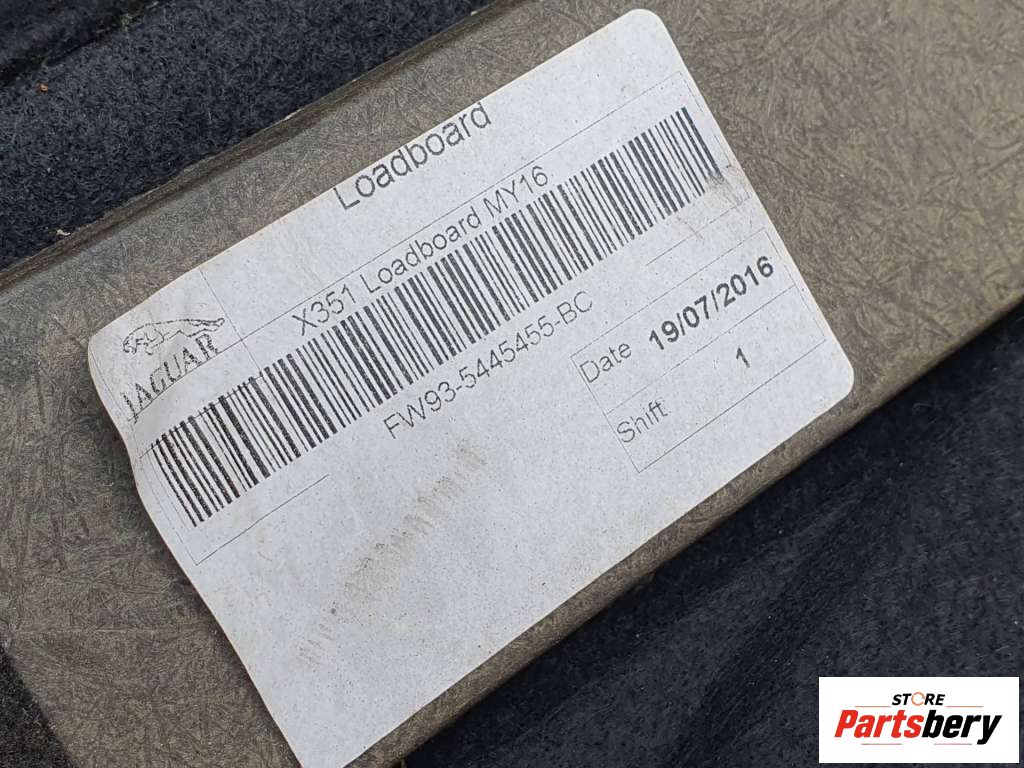 Loadboard
X351 Loadboard MY16
JAGUAR
FW93-5445455-BC
Date 19/07/2016
Shift 1
STORE
Partsbery